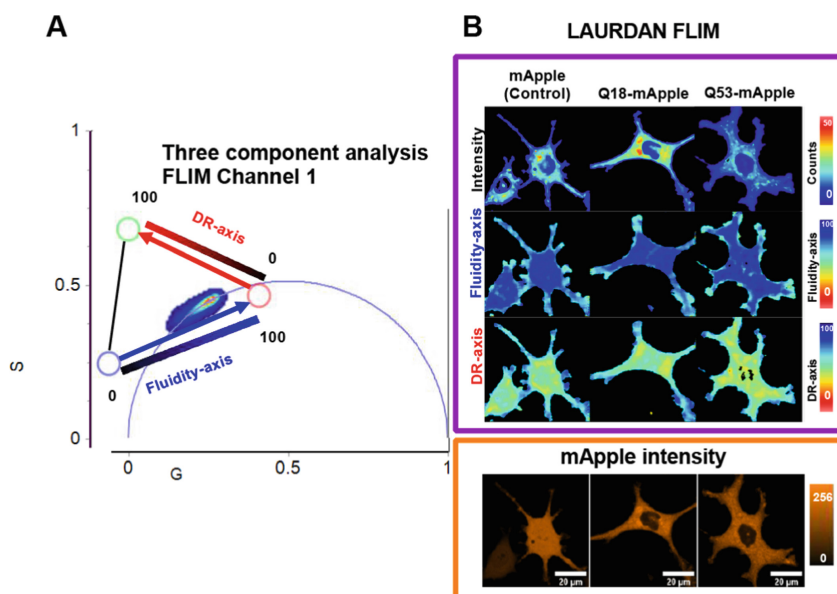 A
Three component analysis
FLIM Channel 1
1
0.5
0
S
0
0.5
1
G
100
DR-axis
0
100
Fluidity-axis
0
B
LAURDAN FLIM
mApple
(Control)
Q18-mApple
Q53-mApple
Intensity
50
0
Counts
Fluidity-axis
100
0
Fluidity-axis
DR-axis
100
0
DR-axis
mApple intensity
20 µm
20 µm
20 µm
256
0